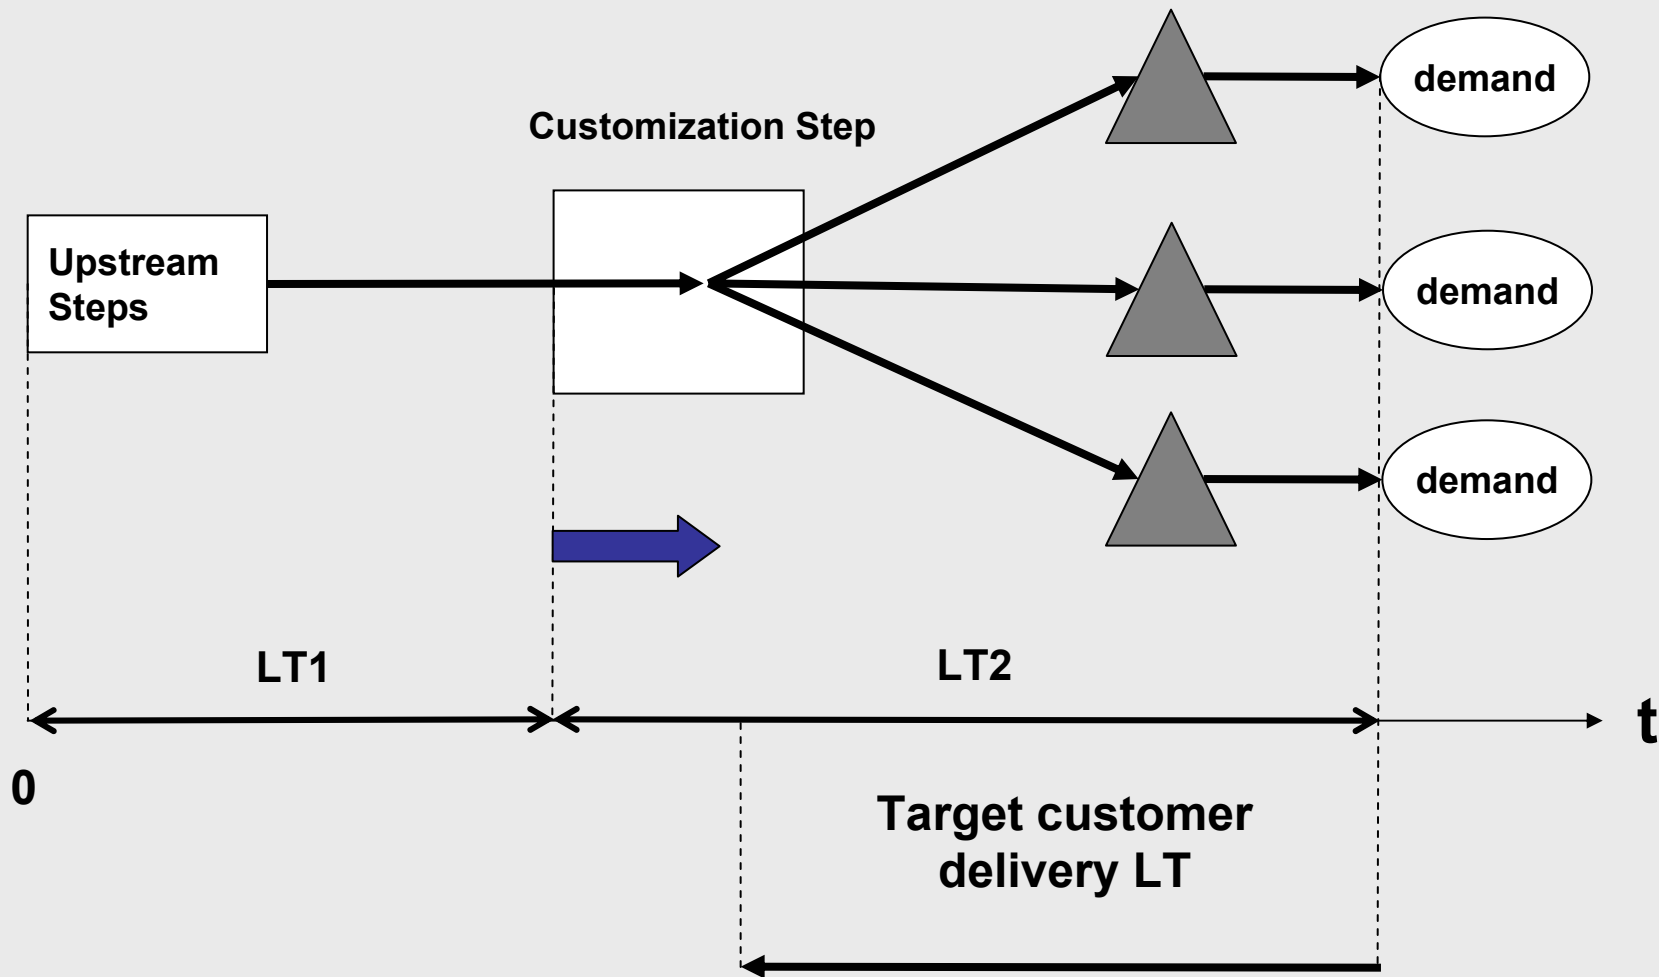 demand
Customization Step
Upstream
Steps
demand
demand
LT1
LT2
t
0
Target customer
delivery LT